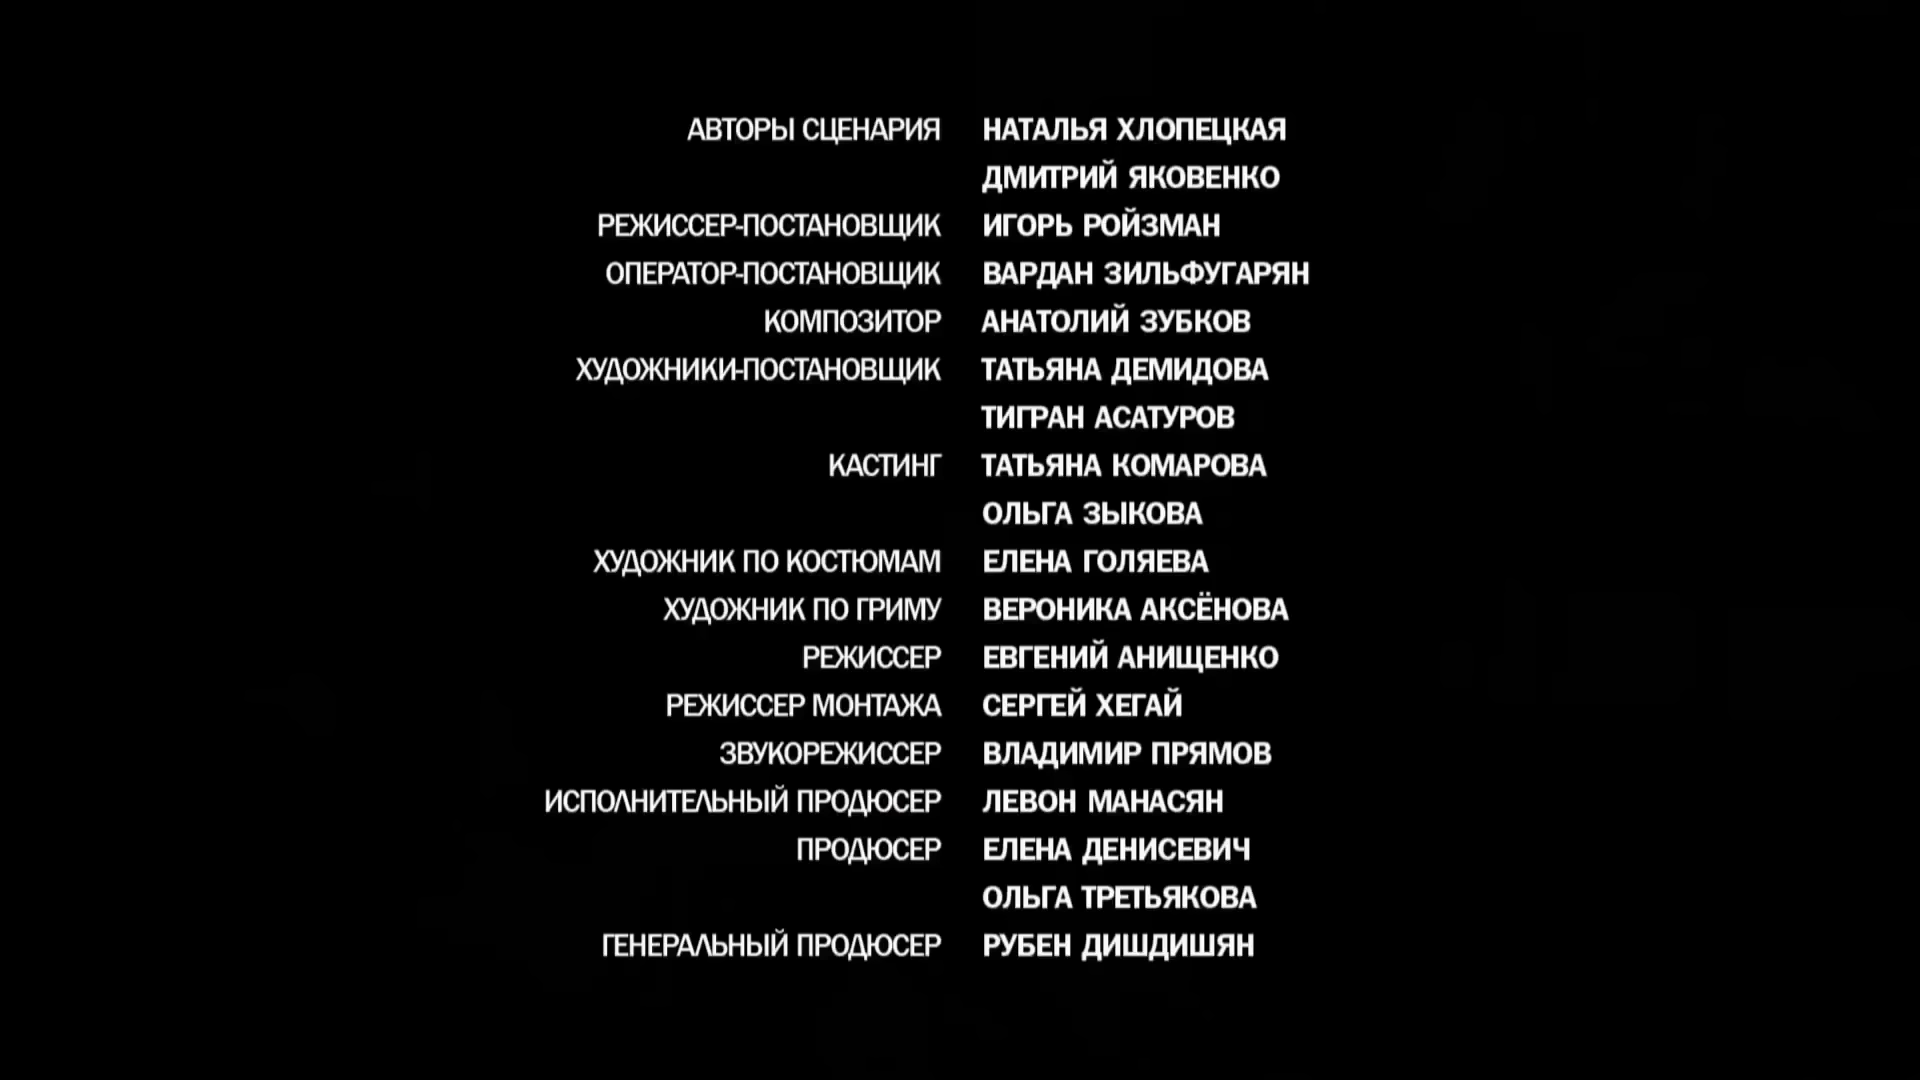 АВТОРЫ СЦЕНАРИЯ НАТАЛЬЯ ХЛОПЕЦКАЯ
ДМИТРИЙ ЯКОВЕНКО
РЕЖИССЕР-ПОСТАНОВЩИК ИГОРЬ РОЙЗМАН
ОПЕРАТОР-ПОСТАНОВЩИК ВАРДАН ЗИЛЬФУГАРЯН
КОМПОЗИТОР АНАТОЛИЙ ЗУБКОВ
ХУДОЖНИКИ-ПОСТАНОВЩИК ТАТЬЯНА ДЕМИДОВА
ТИГРАН АСАТУРОВ
КАСТИНГ ТАТЬЯНА КОМАРОВА
ОЛЬГА ЗЫКОВА
ХУДОЖНИК ПО КОСТЮМАМ ЕЛЕНА ГОЛЯЕВА
ХУДОЖНИК ПО ГРИМУ ВЕРОНИКА АКСЁНОВА
РЕЖИССЕР ЕВГЕНИЙ АНИЩЕНКО
РЕЖИССЕР МОНТАЖА СЕРГЕЙ ХЕГАЙ
ЗВУКОРЕЖИССЕР ВЛАДИМИР ПРЯМОВ
ИСПОЛНИТЕЛЬНЫЙ ПРОДЮСЕР ЛЕВОН МАНАСЯН
ПРОДЮСЕР ЕЛЕНА ДЕНИСЕВИЧ
ОЛЬГА ТРЕТЬЯКОВА
ГЕНЕРАЛЬНЫЙ ПРОДЮСЕР РУБЕН ДИШДИШЯН